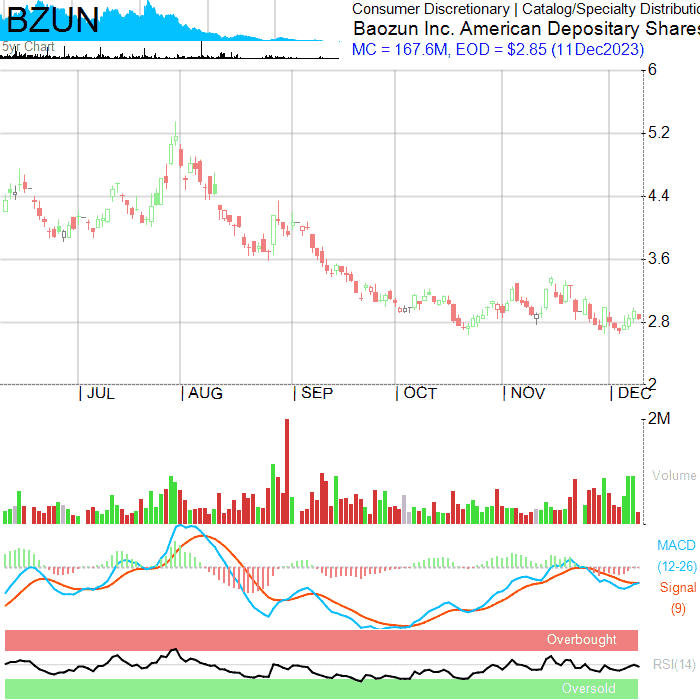 BZUN
5yr Chart
Consumer Discretionary | Catalog/Specialty Distributio
Baozun Inc. American Depositary Shares
MC = 167.6M, EOD = $2.85 (11Dec2023)
6
5.2
4.4
3.6
2.8
2
| JUL | AUG | SEP | OCT | NOV | DEC
2M
Volume
MACD
(12-26)
Signal
(9)
Overbought
RSI(14)
Oversold